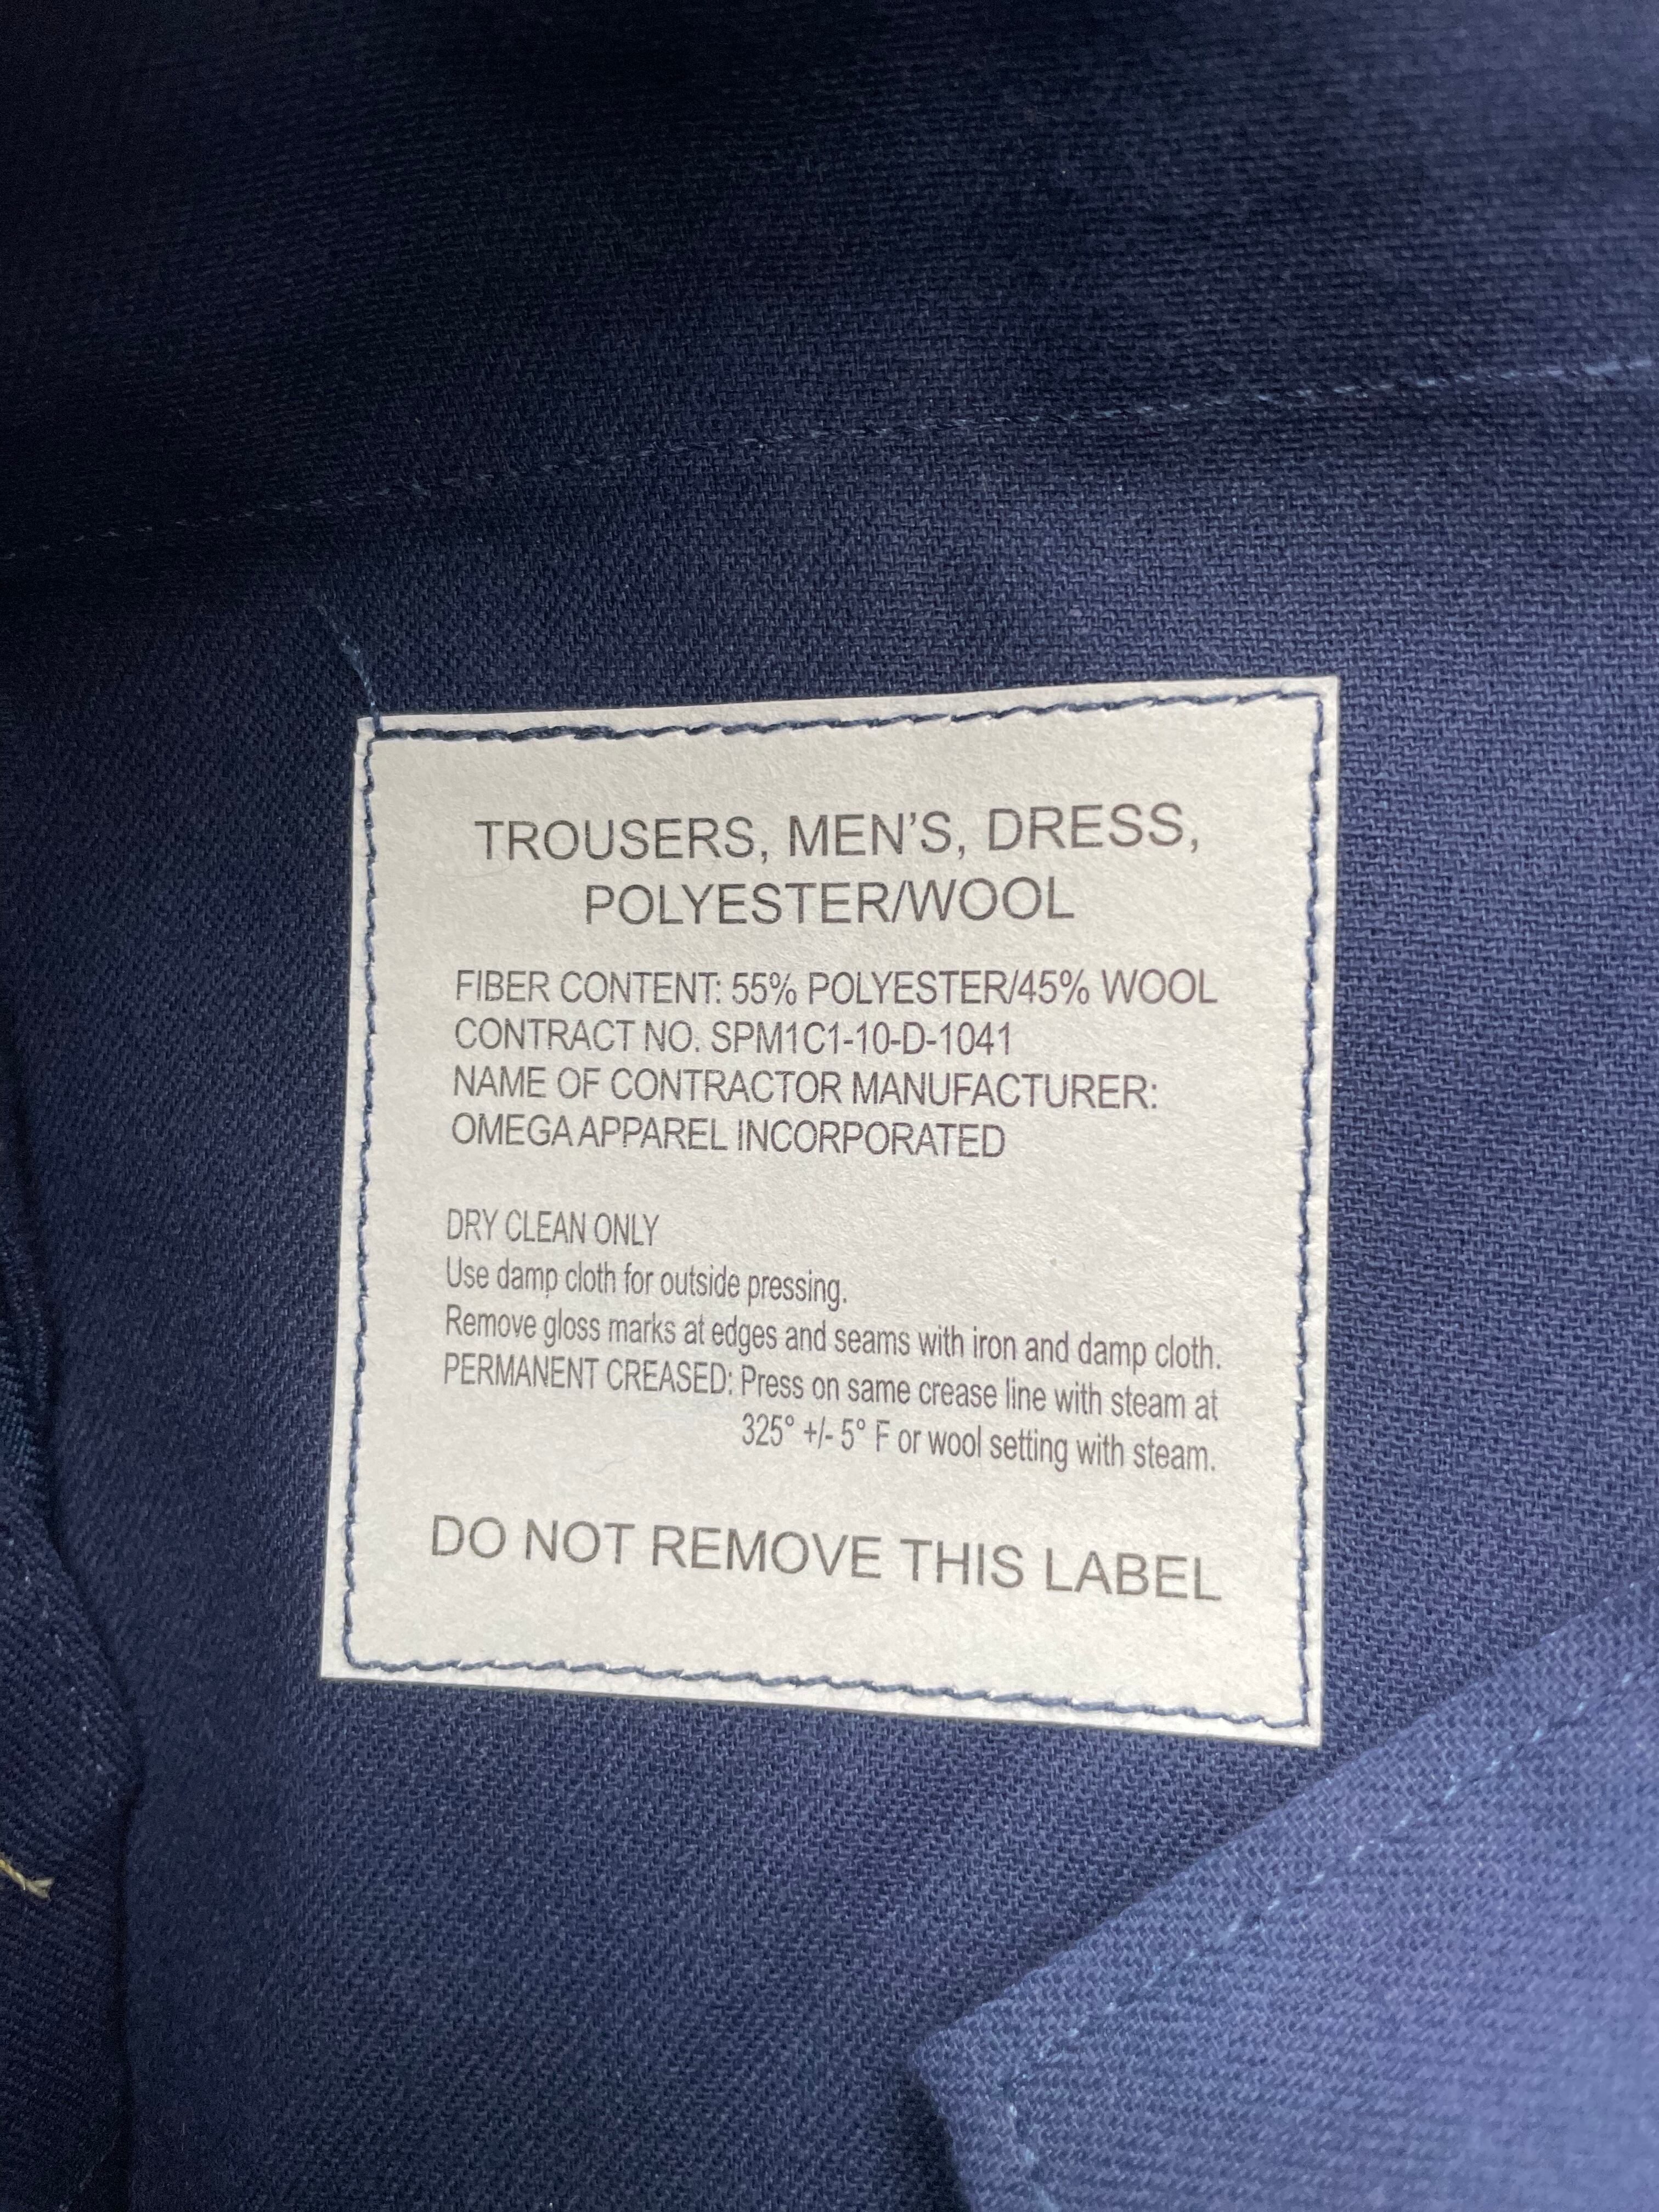 TROUSERS, MEN'S, DRESS,
POLYESTER/WOOL
FIBER CONTENT: 55% POLYESTER/45% WOOL
CONTRACT NO. SPM1C1-10-D-1041
NAME OF CONTRACTOR MANUFACTURER:
OMEGA APPAREL INCORPORATED
DRY CLEAN ONLY
Use damp cloth for outside pressing.
Remove gloss marks at edges and seams with iron and damp cloth.
PERMANENT CREASED: Press on same crease line with steam at
325° +/- 5° F or wool setting with steam.
DO NOT REMOVE THIS LABEL